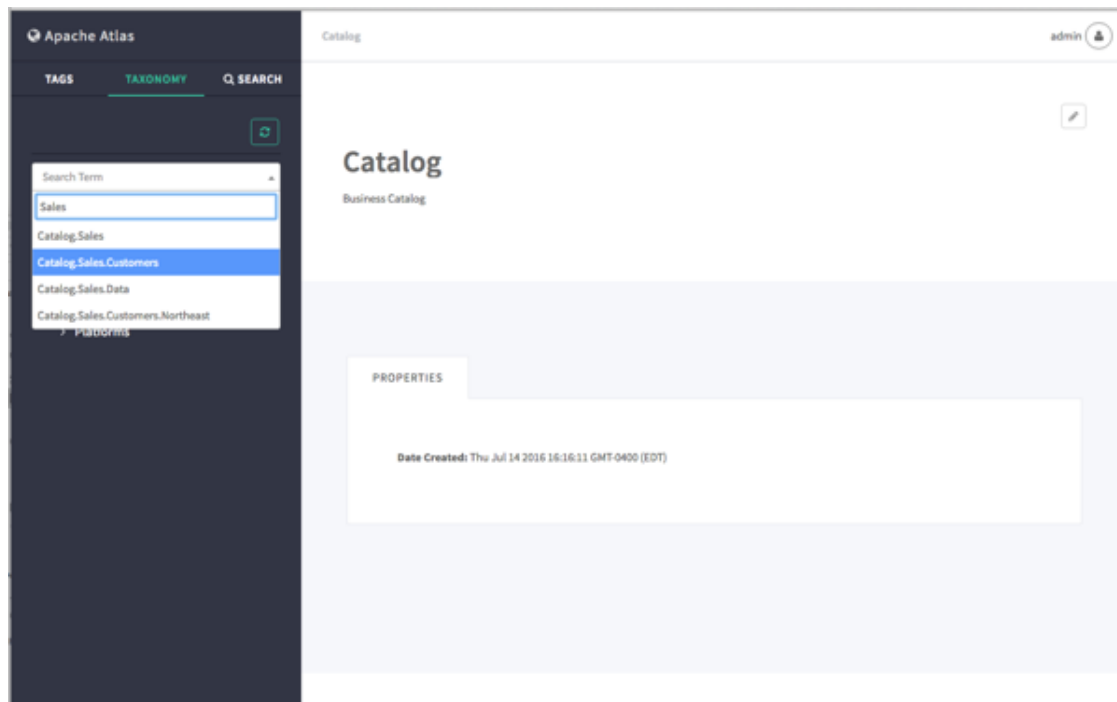 Apache Atlas
TAGS TAXONOMY SEARCH
Search Term
Sales
Catalog.Sales
Catalog.Sales.Customers
Catalog.Sales.Data
Catalog.Sales.Customers.Northeast
Platforms
Catalog
admin
Catalog
Business Catalog
PROPERTIES
Date Created: Thu Jul 14 2016 16:16:11 GMT-0400 (EDT)